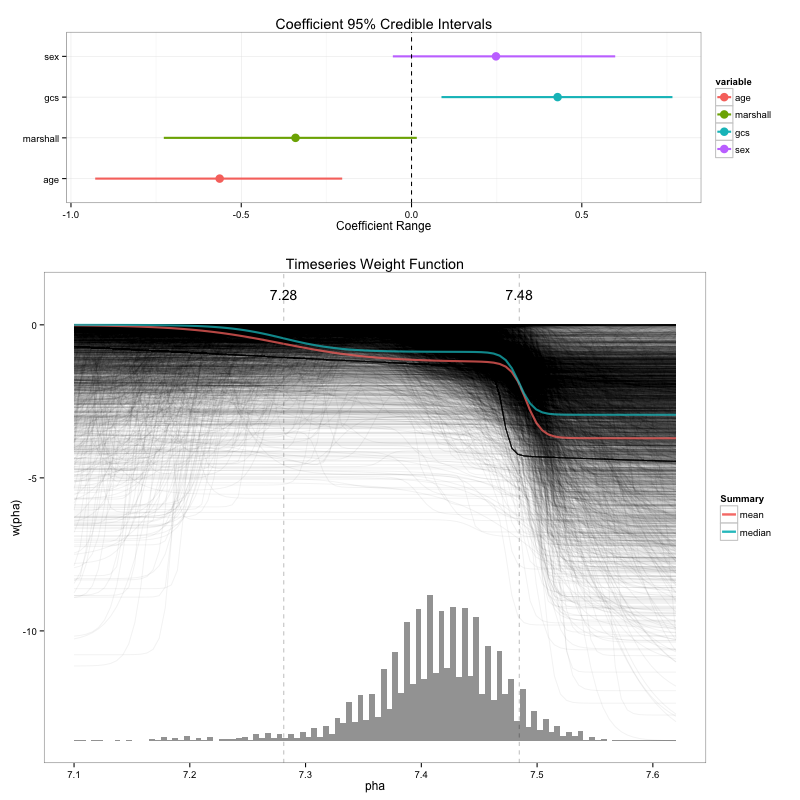 Coefficient 95% Credible Intervals
sex
gcs
marshall
age
-1.0 -0.5 0.0 0.5
Coefficient Range
variable
age
marshall
gcs
sex
Timeseries Weight Function
7.28 7.48
0
-5
-10
w(pha)
7.1 7.2 7.3 7.4 7.5 7.6
pha
Summary
mean
median